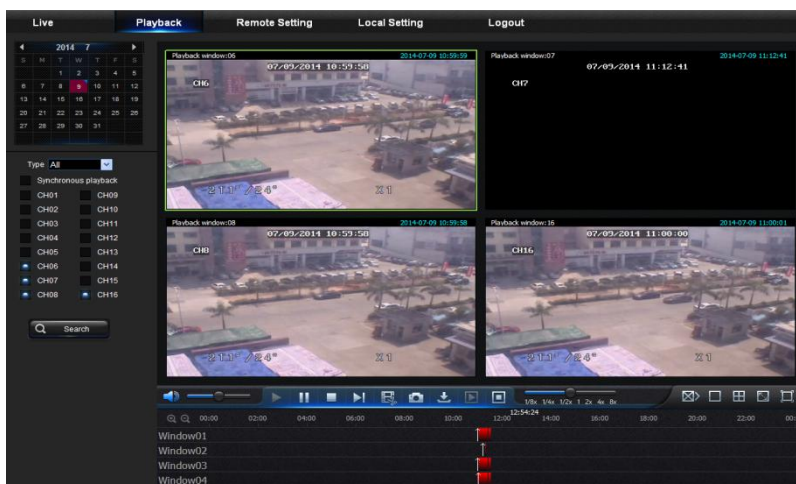 Live Playback Remote Setting Local Setting Logout
2014 7
S M T W T F S
1 2 3 4 5
6 7 8 9 10 11 12
13 14 15 16 17 18 19
20 21 22 23 24 25 26
27 28 29 30 31
Type All
Synchronous playback
CH01 CH09
CH02 CH10
CH03 CH11
CH04 CH12
CH05 CH13
CH06 CH14
CH07 CH15
CH08 CH16
Search
Playback window:06 2014-07-09 10:59:59
07/09/2014 10:59:58
CH6
211° /24° X1
Playback window:07 2014-07-09 11:12:41
07/09/2014 11:12:41
CH7
Playback window:08 2014-07-09 10:59:58
07/09/2014 10:59:58
CH8
211° /24° X1
Playback window:16 2014-07-09 11:00:01
07/09/2014 11:00:00
CH16
211° /24° X1
1/8x 1/4x 1/2x 1 2x 4x 8x
12:54:24
00:00 02:00 04:00 06:00 08:00 10:00 12:00 14:00 16:00 18:00 20:00 22:00 00:
Window01
Window02
Window03
Window04